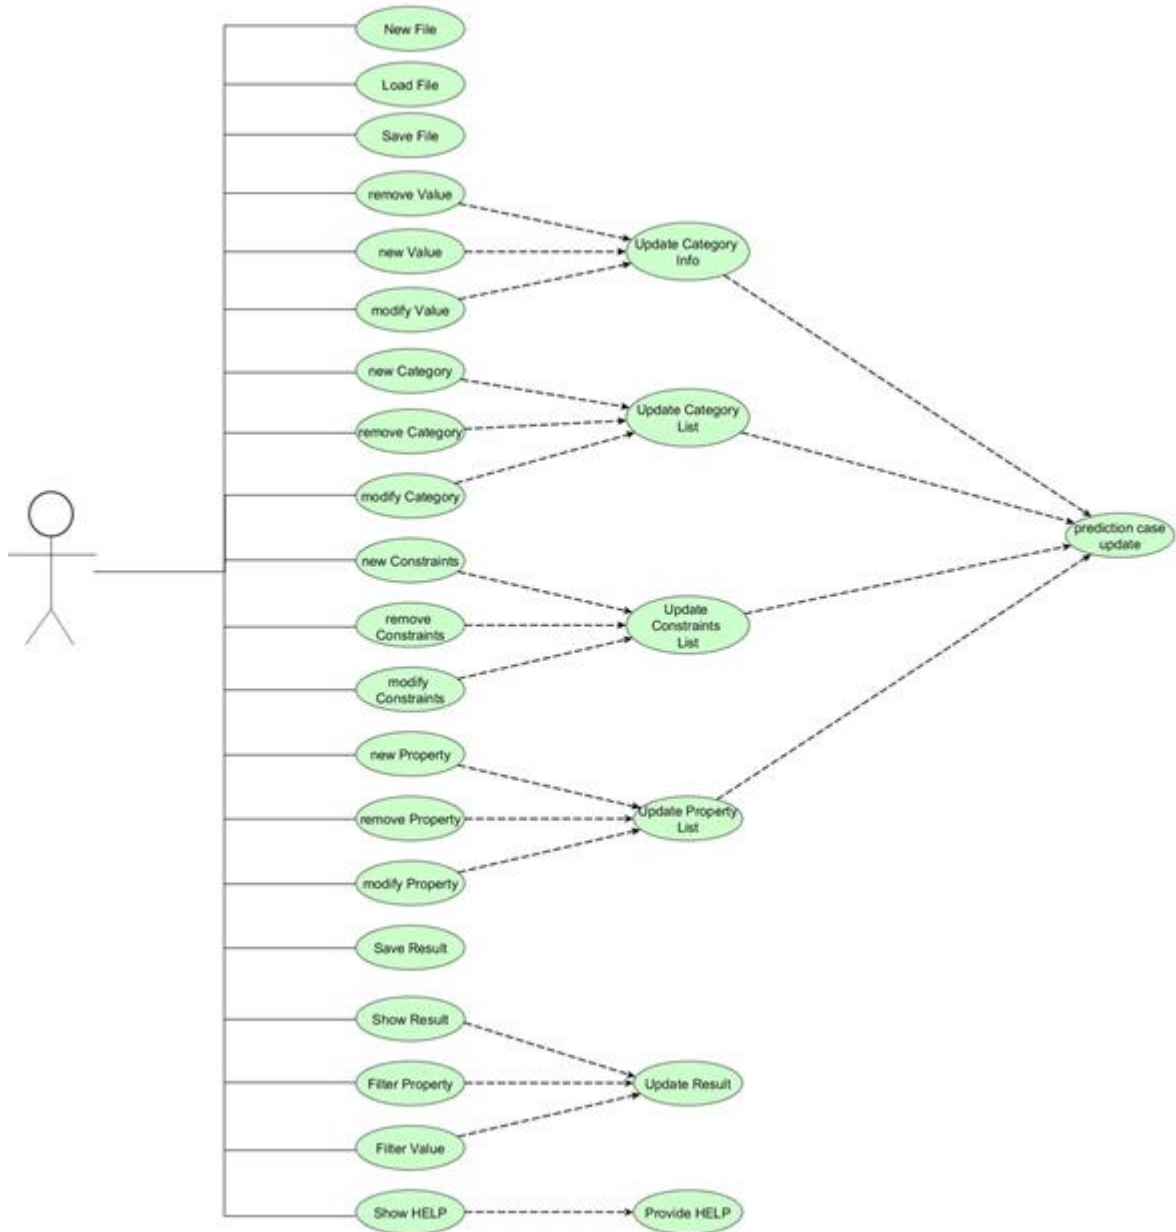 New File
Load File
Save File
remove Value
new Value
modify Value
Update Category
Info
new Category
remove Category
modify Category
Update Category
List
new Constraints
remove
Constraints
modify
Constraints
Update
Constraints
List
prediction case
update
new Property
remove Property
modify Property
Update Property
List
Save Result
Show Result
Filter Property
Filter Value
Update Result
Show HELP
Provide HELP